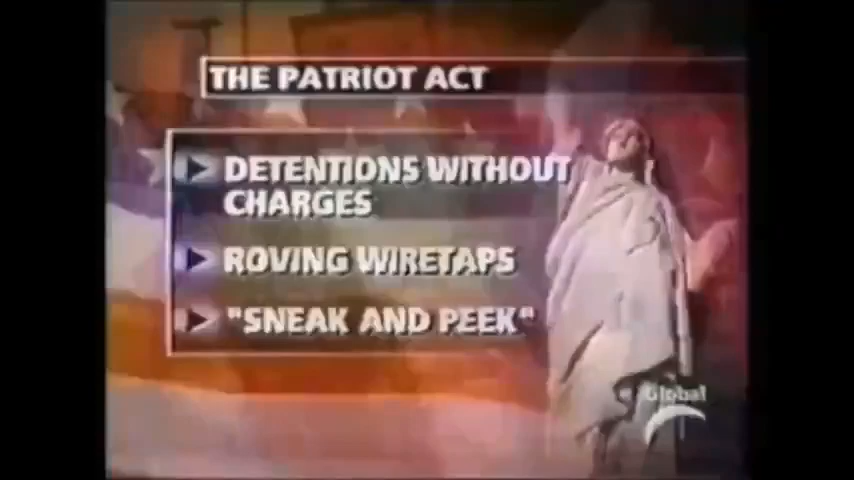 THE PATRIOT ACT
DETENTIONS WITHOUT
CHARGES
ROVING WIRETAPS
"SNEAK AND PEEK"
Global